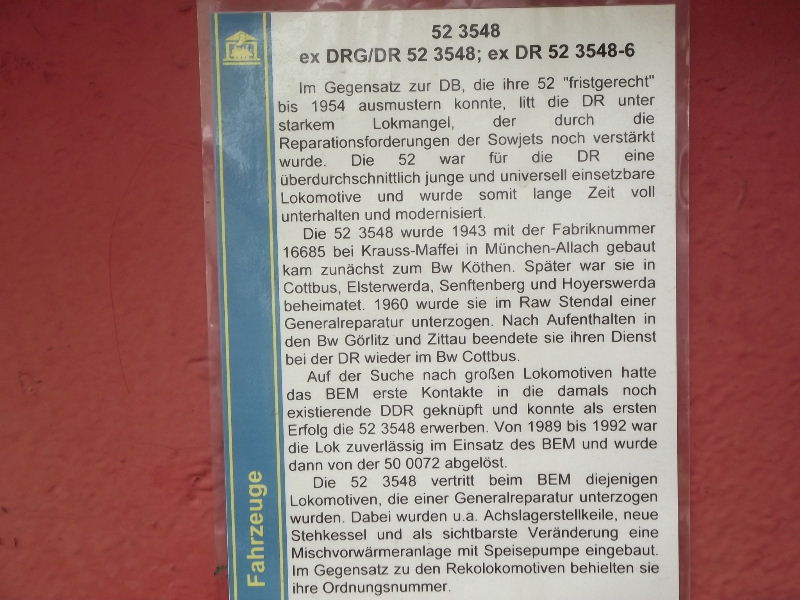 52 3548
ex DRG/DR 52 3548; ex DR 52 3548-6
Im Gegensatz zur DB, die ihre 52 "fristgerecht"
bis 1954 ausmustern konnte, litt die DR unter
starkem Lokmangel, der durch die
Reparationsforderungen der Sowjets noch verstärkt
wurde. Die 52 war für die DR eine
überdurchschnittlich junge und universell einsetzbare
Lokomotive und wurde somit lange Zeit voll
unterhalten und modernisiert.
Die 52 3548 wurde 1943 mit der Fabriknummer
16685 bei Krauss-Maffei in München-Allach gebaut
kam zunächst zum Bw Köthen. Später war sie in
Cottbus, Elsterwerda, Senftenberg und Hoyerswerda
beheimatet. 1960 wurde sie im Raw Stendal einer
Generalreparatur unterzogen. Nach Aufenthalten in
den Bw Görlitz und Zittau beendete sie ihren Dienst
bei der DR wieder im Bw Cottbus.
Auf der Suche nach großen Lokomotiven hatte
das BEM erste Kontakte in die damals noch
existierende DDR geknüpft und konnte als ersten
Erfolg die 52 3548 erwerben. Von 1989 bis 1992 war
die Lok zuverlässig im Einsatz des BEM und wurde
dann von der 50 0072 abgelöst.
Die 52 3548 vertritt beim BEM diejenigen
Lokomotiven, die einer Generalreparatur unterzogen
wurden. Dabei wurden u.a. Achslagerstellkeile, neue
Stehkessel und als sichtbarste Veränderung eine
Mischvorwärmeranlage mit Speisepumpe eingebaut.
Im Gegensatz zu den Rekolokomotiven behielten sie
ihre Ordnungsnummer.
Fahrzeuge